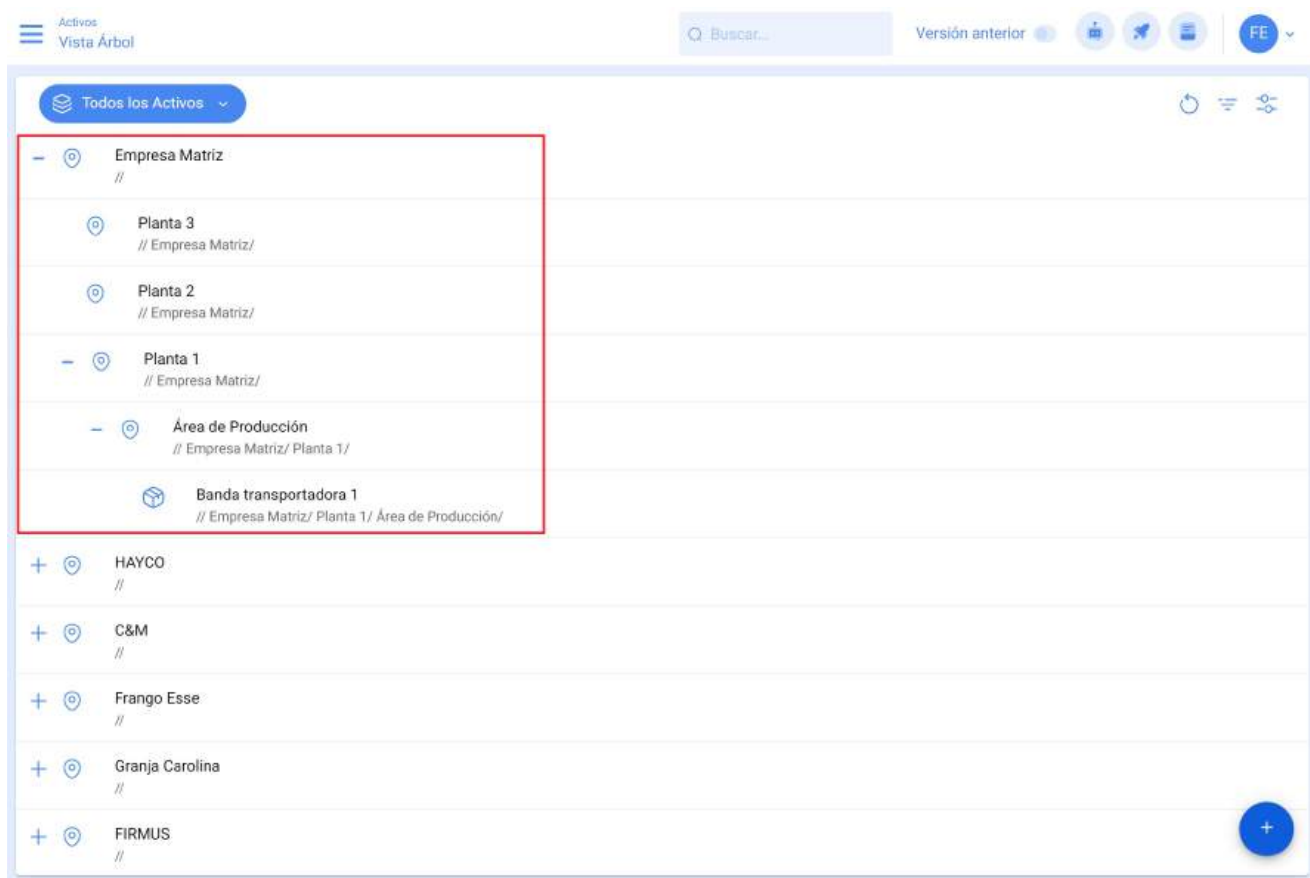 Activos
Vista Árbol
Buscar...
Versión anterior
FE
Todos los Activos
Empresa Matriz
//
Planta 3
// Empresa Matriz/
Planta 2
// Empresa Matriz/
Planta 1
// Empresa Matriz/
Área de Producción
// Empresa Matriz/ Planta 1/
Banda transportadora 1
// Empresa Matriz/ Planta 1/ Área de Producción/
HAYCO
//
C&M
//
Frango Esse
//
Granja Carolina
//
FIRMUS
//